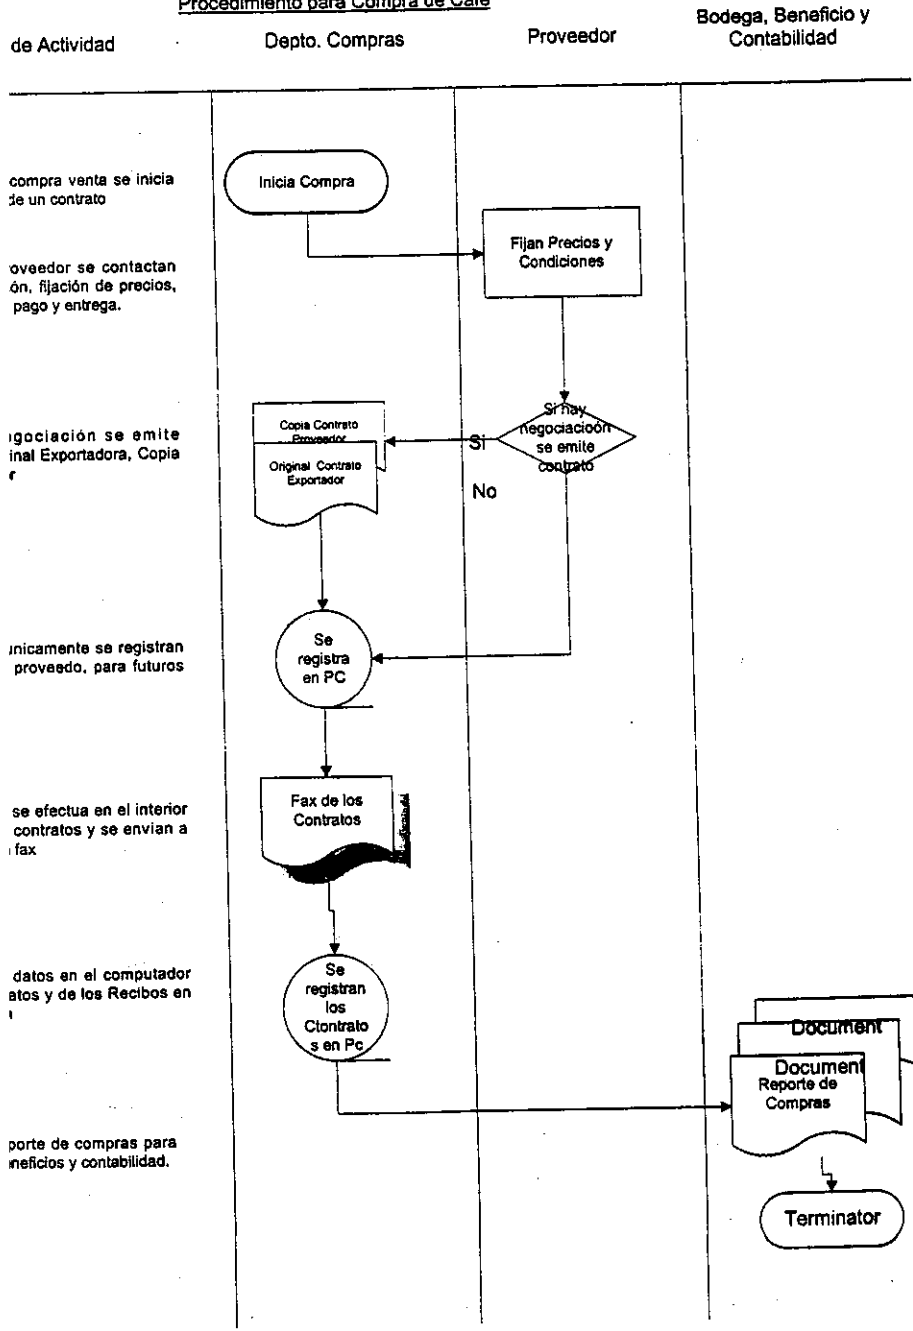 Procedimiento para Compra de Café
de Actividad
Depto. Compras
Proveedor
Bodega, Beneficio y
Contabilidad
compra venta se inicia
de un contrato
Inicia Compra
Fijan Precios y
Condiciones
oveedor se contactan
ón, fijación de precios,
pago y entrega.
Si hay
negociacioón
se emite
contrato
Si
No
Copia Contrato
Proveedor
Original Contrato
Exportador
gociación se emite
inal Exportadora, Copia
r
Se
registra
en PC
unicamente se registran
proveedo, para futuros
Fax de los
Contratos
se efectua en el interior
contratos y se envian a
fax
Se
registran
los
Ctontrato
s en Pc
datos en el computador
atos y de los Recibos en
Document
Document
Reporte de
Compras
porte de compras para
neficios y contabilidad.
Terminator